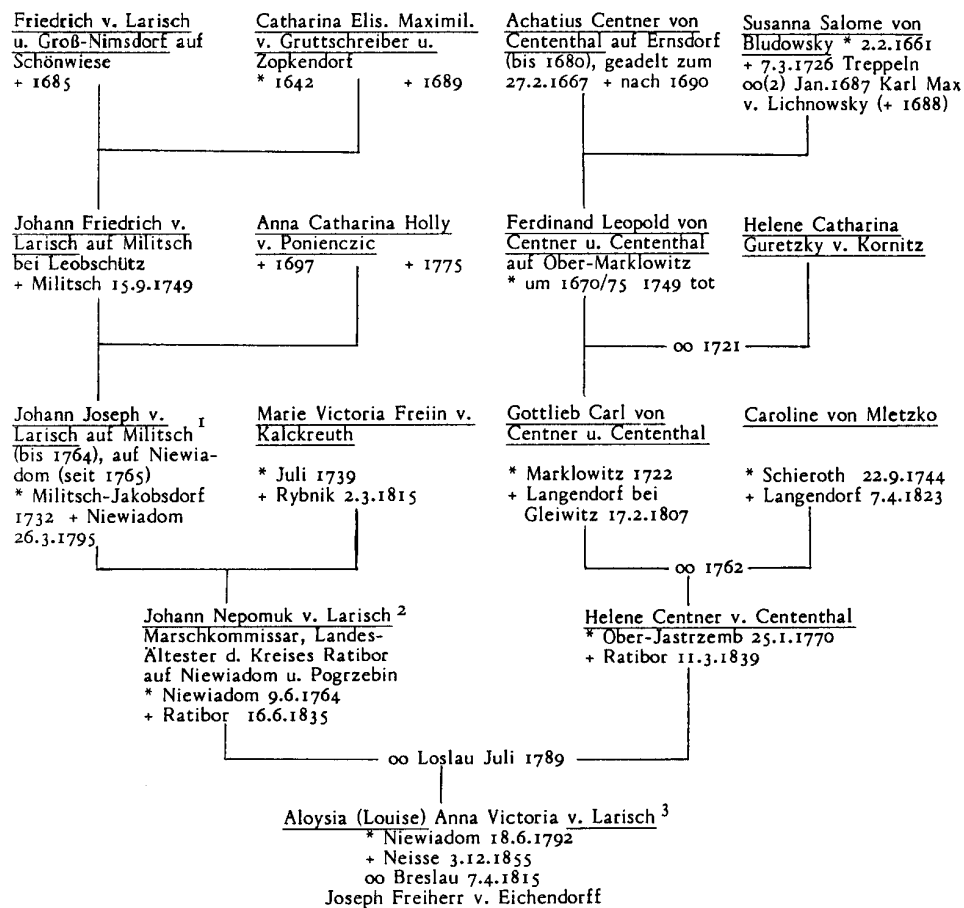 Friedrich v. Larisch
u. Groß-Nimsdorf auf
Schönwiese
+ 1685
Catharina Elis. Maximil.
v. Gruttschreiber u.
Zopkendorf
* 1642 + 1689
Achatius Centner von
Cententhal auf Ernsdorf
(bis 1680), geadelt zum
27.2.1667 + nach 1690
Susanna Salome von
Bludowsky * 2.2.1661
+ 7.3.1726 Treppeln
oo(2) Jan.1687 Karl Max
v. Lichnowsky (+ 1688)
Johann Friedrich v.
Larisch auf Militsch
bei Leobschütz
+ Militsch 15.9.1749
Anna Catharina Holly
v. Ponienczic
+ 1697 + 1775
Ferdinand Leopold von
Centner u. Cententhal
auf Ober-Marklowitz
* um 1670/75 1749 tot
Helene Catharina
Guretzky v. Kornitz
oo 1721
Johann Joseph v.
Larisch auf Militsch 1
(bis 1764), auf Newia-
dom (seit 1765)
* Militsch-Jakobsdorf
1732 + Niewiadom
26.3.1795
Marie Victoria Freiin v.
Kalckreuth
* Juli 1739
+ Rybnik 2.3.1815
Gottlieb Carl von
Centner u. Cententhal
* Marklowitz 1722
+ Langendorf bei
Gleiwitz 17.2.1807
Caroline von Mletzko
* Schieroth 22.9.1744
+ Langendorf 7.4.1823
oo 1762
Johann Nepomuk v. Larisch 2
Marschkommissar, Landes-
Ältester d. Kreises Ratibor
auf Niewiadom u. Pogrzebin
* Niewiadom 9.6.1764
+ Ratibor 16.6.1835
Helene Centner v. Cententhal
* Ober-Jastrzemb 25.1.1770
+ Ratibor 11.3.1839
oo Loslau Juli 1789
Aloysia (Louise) Anna Victoria v. Larisch 3
* Niewiadom 18.6.1792
+ Neisse 3.12.1855
oo Breslau 7.4.1815
Joseph Freiherr v. Eichendorff